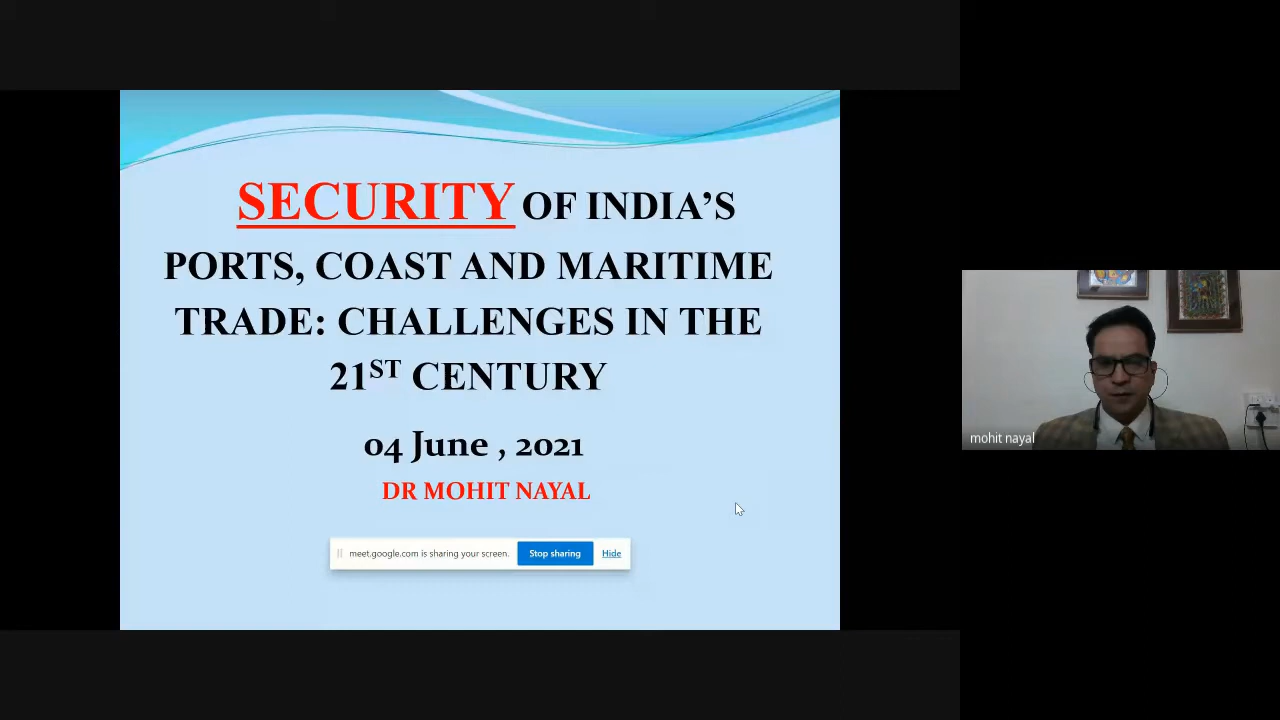 SECURITY OF INDIA’S
PORTS, COAST AND MARITIME
TRADE: CHALLENGES IN THE
21ST CENTURY
04 June , 2021
DR MOHIT NAYAL
meet.google.com is sharing your screen. Stop sharing Hide
mohit nayal